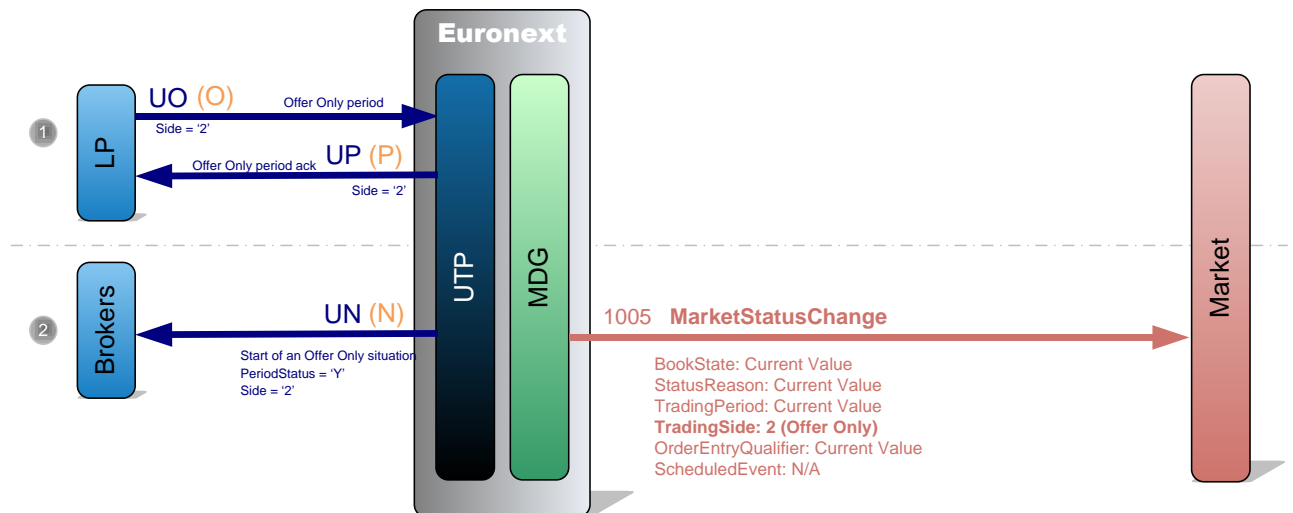 Euronext
1
LP
UO (O)
Offer Only period
Side = ‘2’
UP (P)
Offer Only period ack
Side = ‘2’
UTP
MDG
Market
2
Brokers
UN (N)
Start of an Offer Only situation
PeriodStatus = ‘Y’
Side = ‘2’
1005 MarketStatusChange
BookState: Current Value
StatusReason: Current Value
TradingPeriod: Current Value
TradingSide: 2 (Offer Only)
OrderEntryQualifier: Current Value
ScheduledEvent: N/A